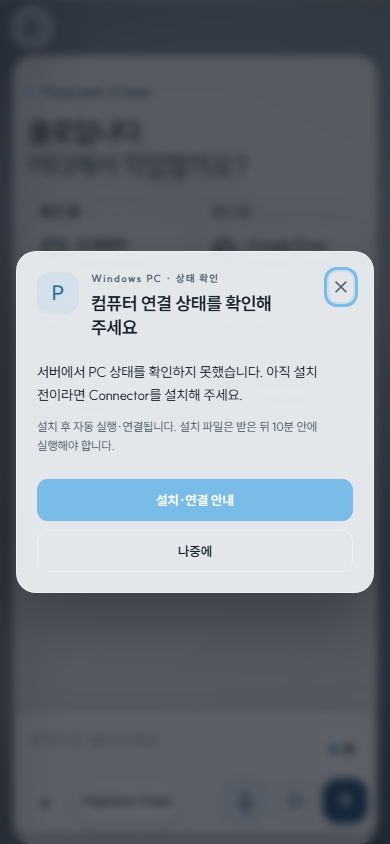 P
Windows PC · 상태 확인
컴퓨터 연결 상태를 확인해
주세요
서버에서 PC 상태를 확인하지 못했습니다. 아직 설치
전이라면 Connector를 설치해 주세요.
설치 후 자동 실행·연결됩니다. 설치 파일은 받은 뒤 10분 안에
실행해야 합니다.
설치·연결 안내
나중에